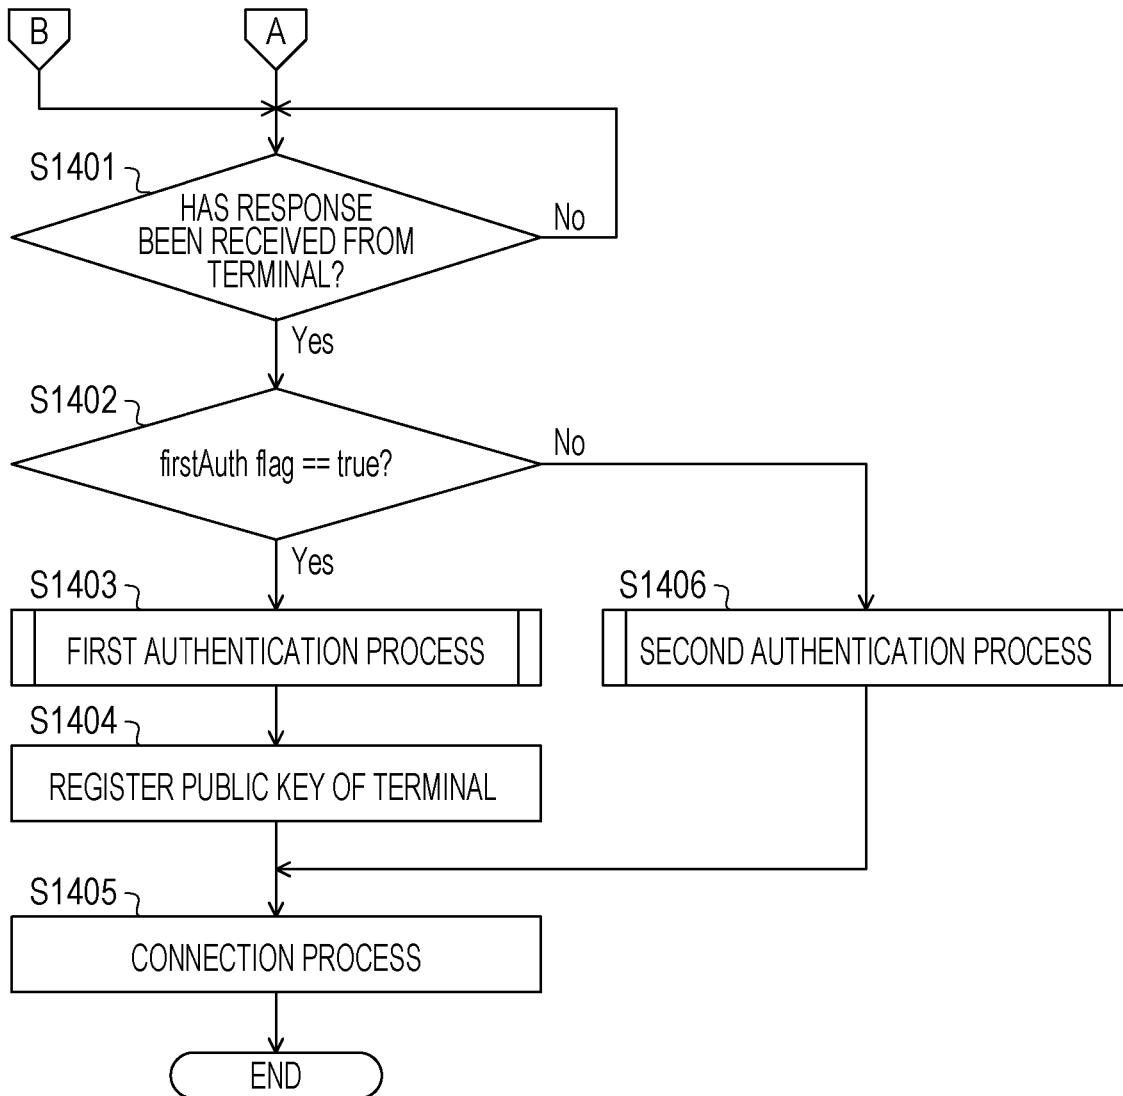 B
A
S1401
HAS RESPONSE
BEEN RECEIVED FROM
TERMINAL?
No
Yes
S1402
firstAuth flag == true?
No
Yes
S1403
FIRST AUTHENTICATION PROCESS
S1406
SECOND AUTHENTICATION PROCESS
S1404
REGISTER PUBLIC KEY OF TERMINAL
S1405
CONNECTION PROCESS
END